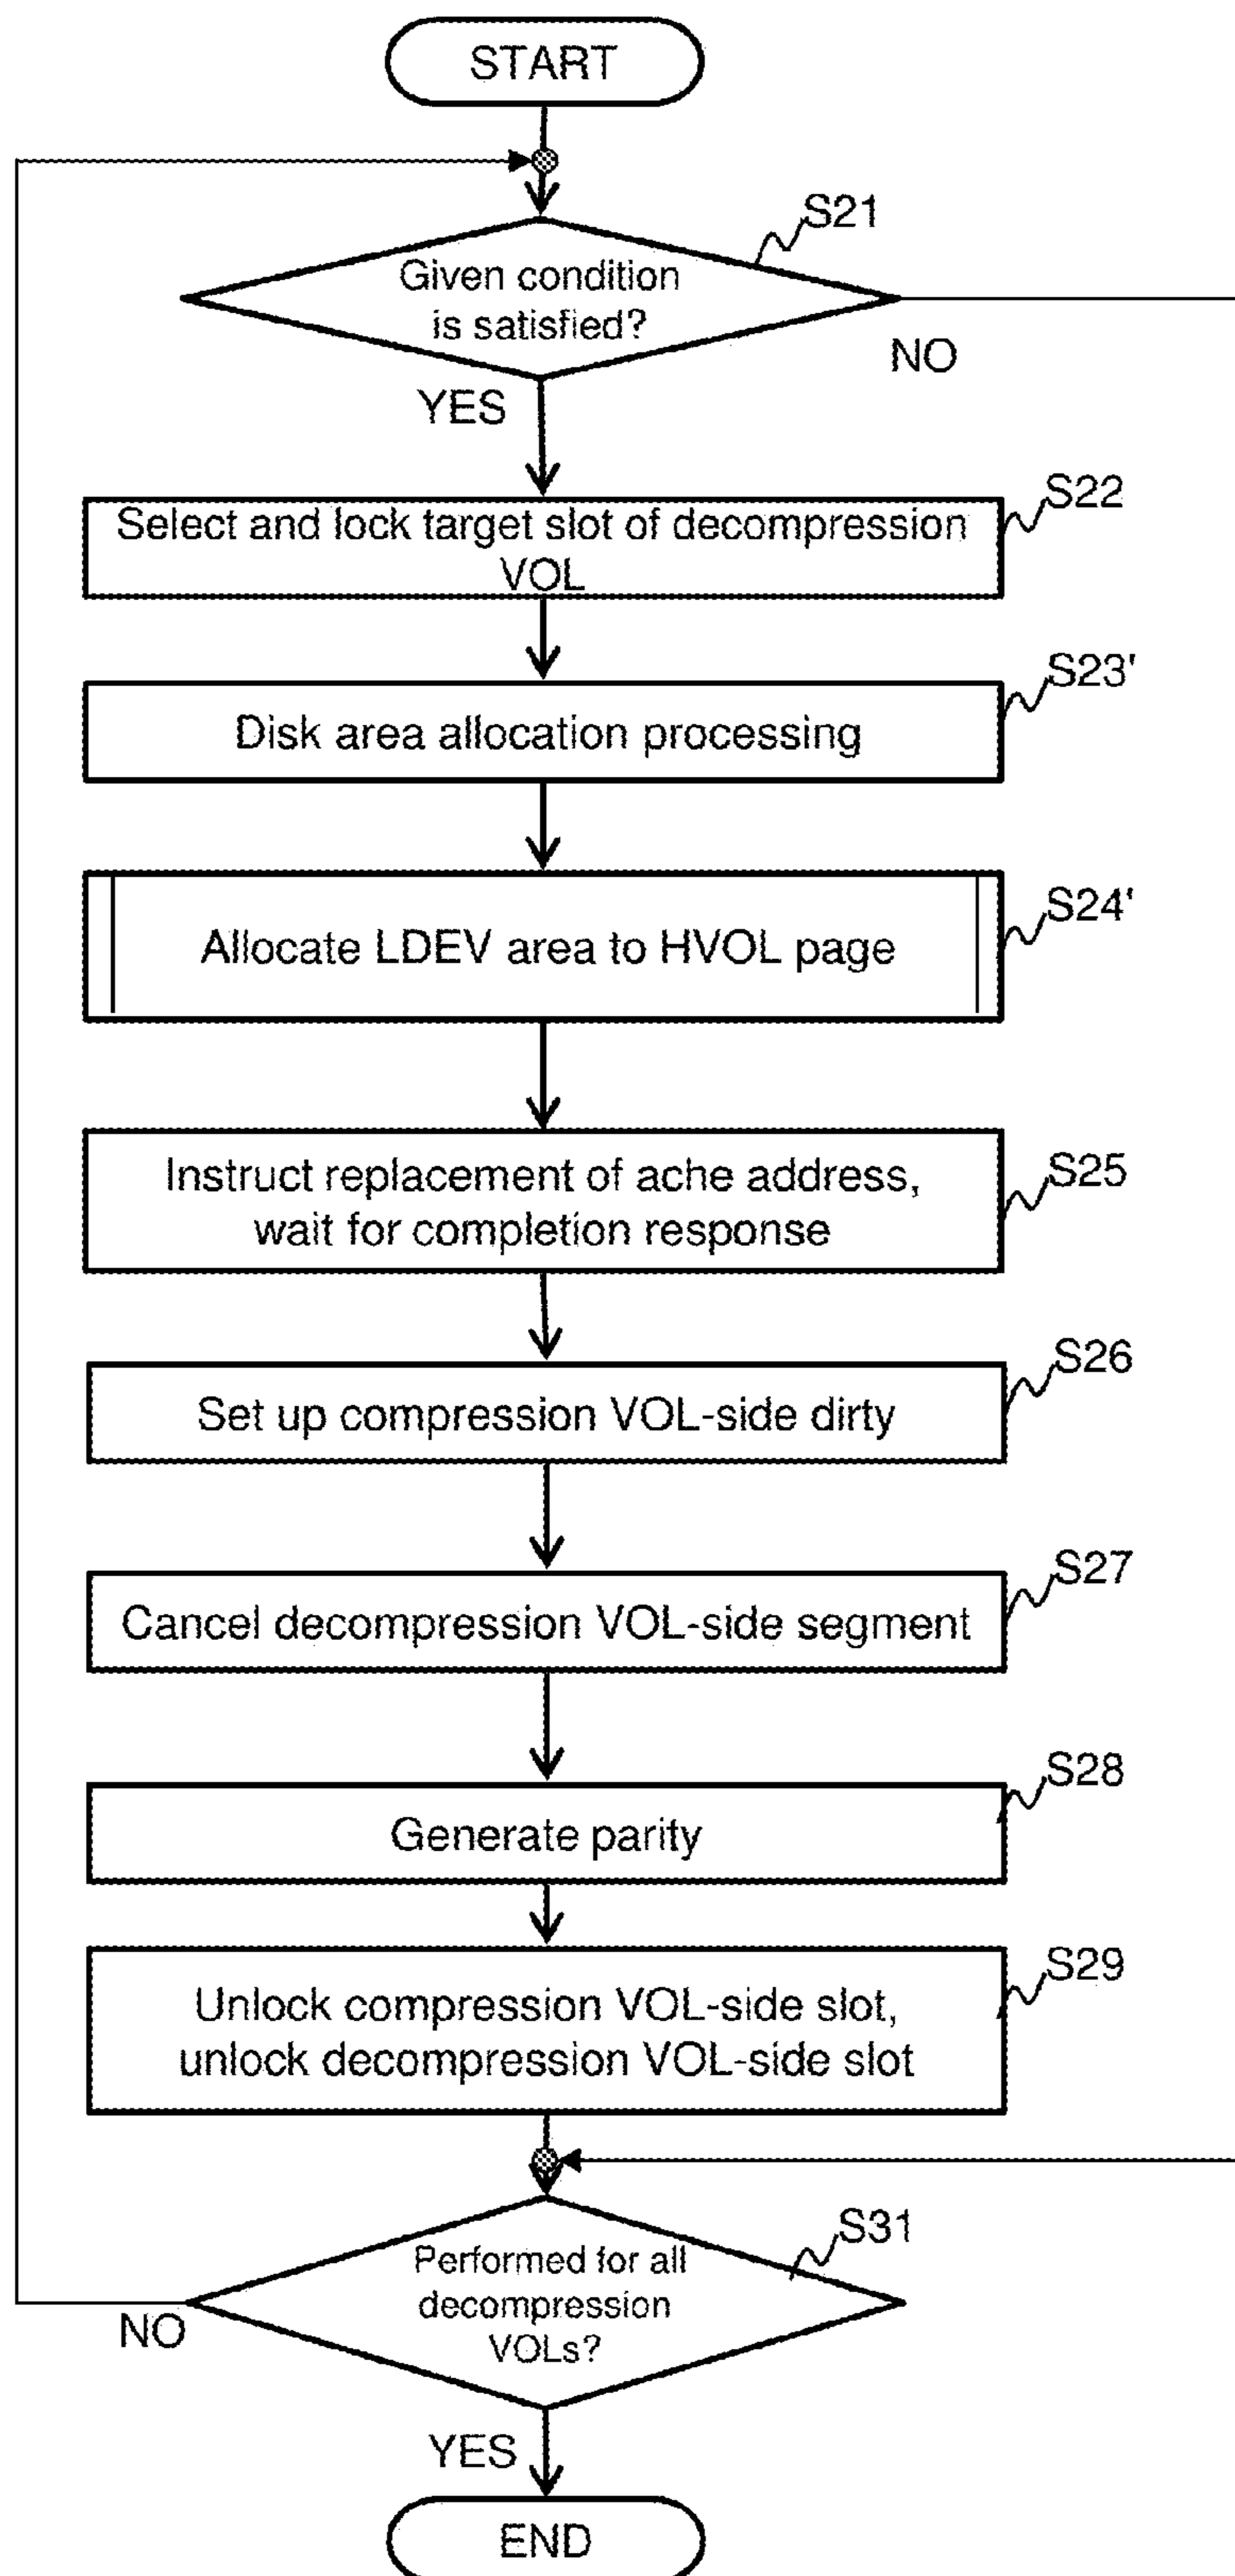 START
S21
Given condition
is satisfied?
NO
YES
S22
Select and lock target slot of decompression
VOL
S23'
Disk area allocation processing
S24'
Allocate LDEV area to HVOL page
S25
Instruct replacement of ache address,
wait for completion response
S26
Set up compression VOL-side dirty
S27
Cancel decompression VOL-side segment
S28
Generate parity
S29
Unlock compression VOL-side slot,
unlock decompression VOL-side slot
S31
Performed for all
decompression
VOLs?
NO
YES
END